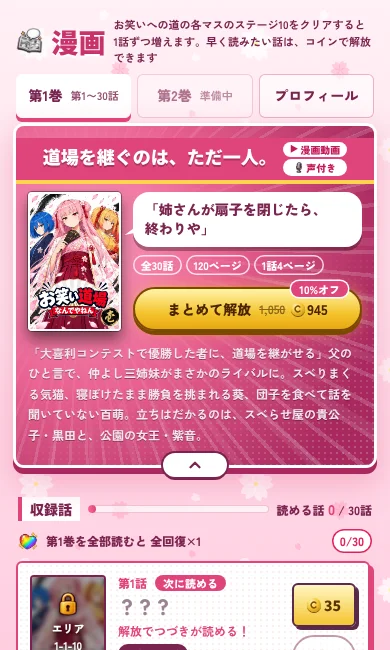 漫画
お笑いへの道の各マスのステージ10をクリアすると
1話ずつ増えます。早く読みたい話は、コインで解放
できます
第1巻 第1〜30話
第2巻 準備中
プロフィール
道場を継ぐのは、ただ一人。
漫画動画
声付き
「姉さんが扇子を閉じたら、
終わりや」
全30話
120ページ
1話4ページ
お笑い道場
なんでやねん
壱
10%オフ
まとめて解放 1,050 C 945
「大喜利コンテストで優勝した者に、道場を継がせる」父の
ひと言で、仲よし三姉妹がまさかのライバルに。スベりまく
る気猫、寝ぼけたまま勝負を挑まれる葵、団子を食べて話を
聞いていない百萌。立ちはだかるのは、スベらせ屋の貴公
子・黒田と、公園の女王・紫音。
収録話
読める話 0 / 30話
第1巻を全部読むと 全回復×1
0/30
第1話 次に読める
???
解放でつづきが読める！
エリア
1-1-10
C 35